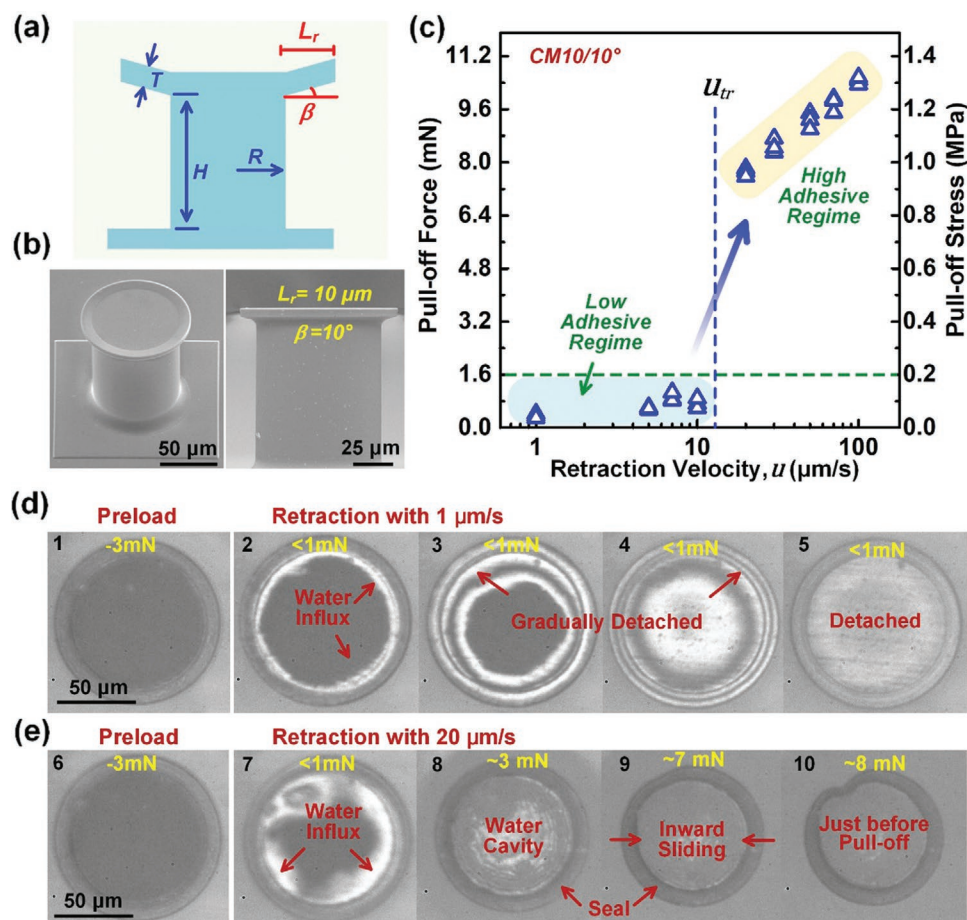 (a)
L_r
T
β
H
R
(b)
L_r= 10 µm
β=10°
50 µm
25 µm
(c)
CM10/10°
u_tr
High
Adhesive
Regime
Low
Adhesive
Regime
11.2
9.6
8.0
6.4
4.8
3.2
1.6
0.0
Pull-off Force (mN)
1.4
1.2
1.0
0.8
0.6
0.4
0.2
0.0
Pull-off Stress (MPa)
1
10
100
Retraction Velocity, u (µm/s)
(d)
Preload
Retraction with 1 µm/s
1
-3mN
50 µm
2
<1mN
Water
Influx
3
<1mN
Gradually Detached
4
<1mN
5
<1mN
Detached
(e)
Preload
Retraction with 20 µm/s
6
-3mN
50 µm
7
<1mN
Water
Influx
8
~3 mN
Water
Cavity
Seal
9
~7 mN
Inward
Sliding
10
~8 mN
Just before
Pull-off